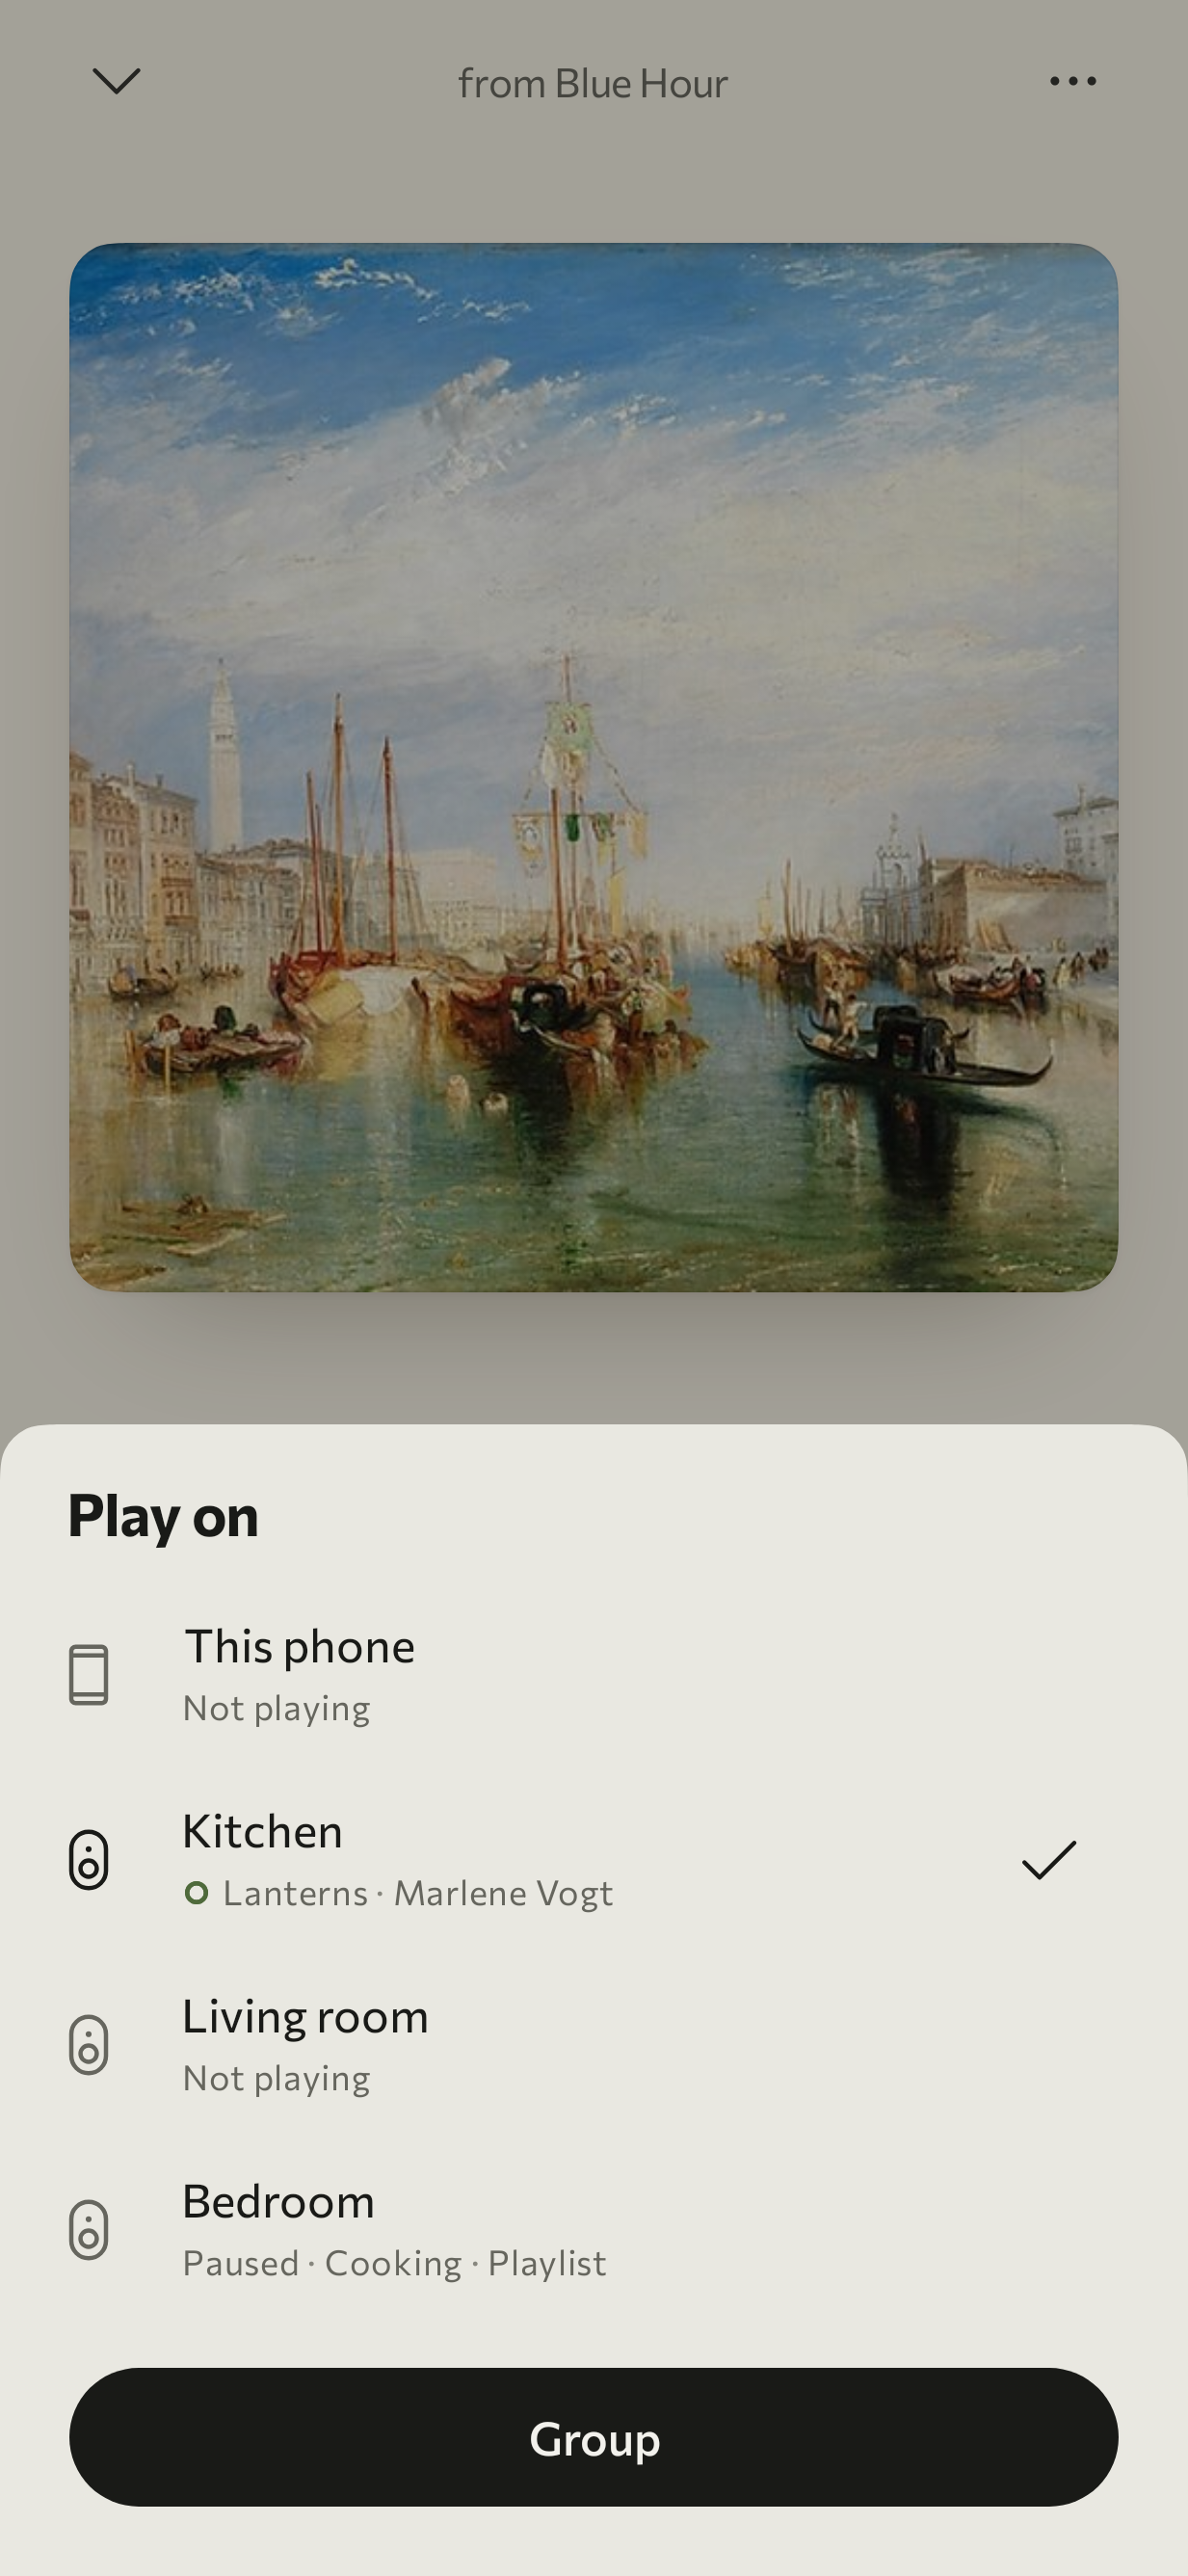 from Blue Hour
Play on
This phone
Not playing
Kitchen
Lanterns · Marlene Vogt
Living room
Not playing
Bedroom
Paused · Cooking · Playlist
Group